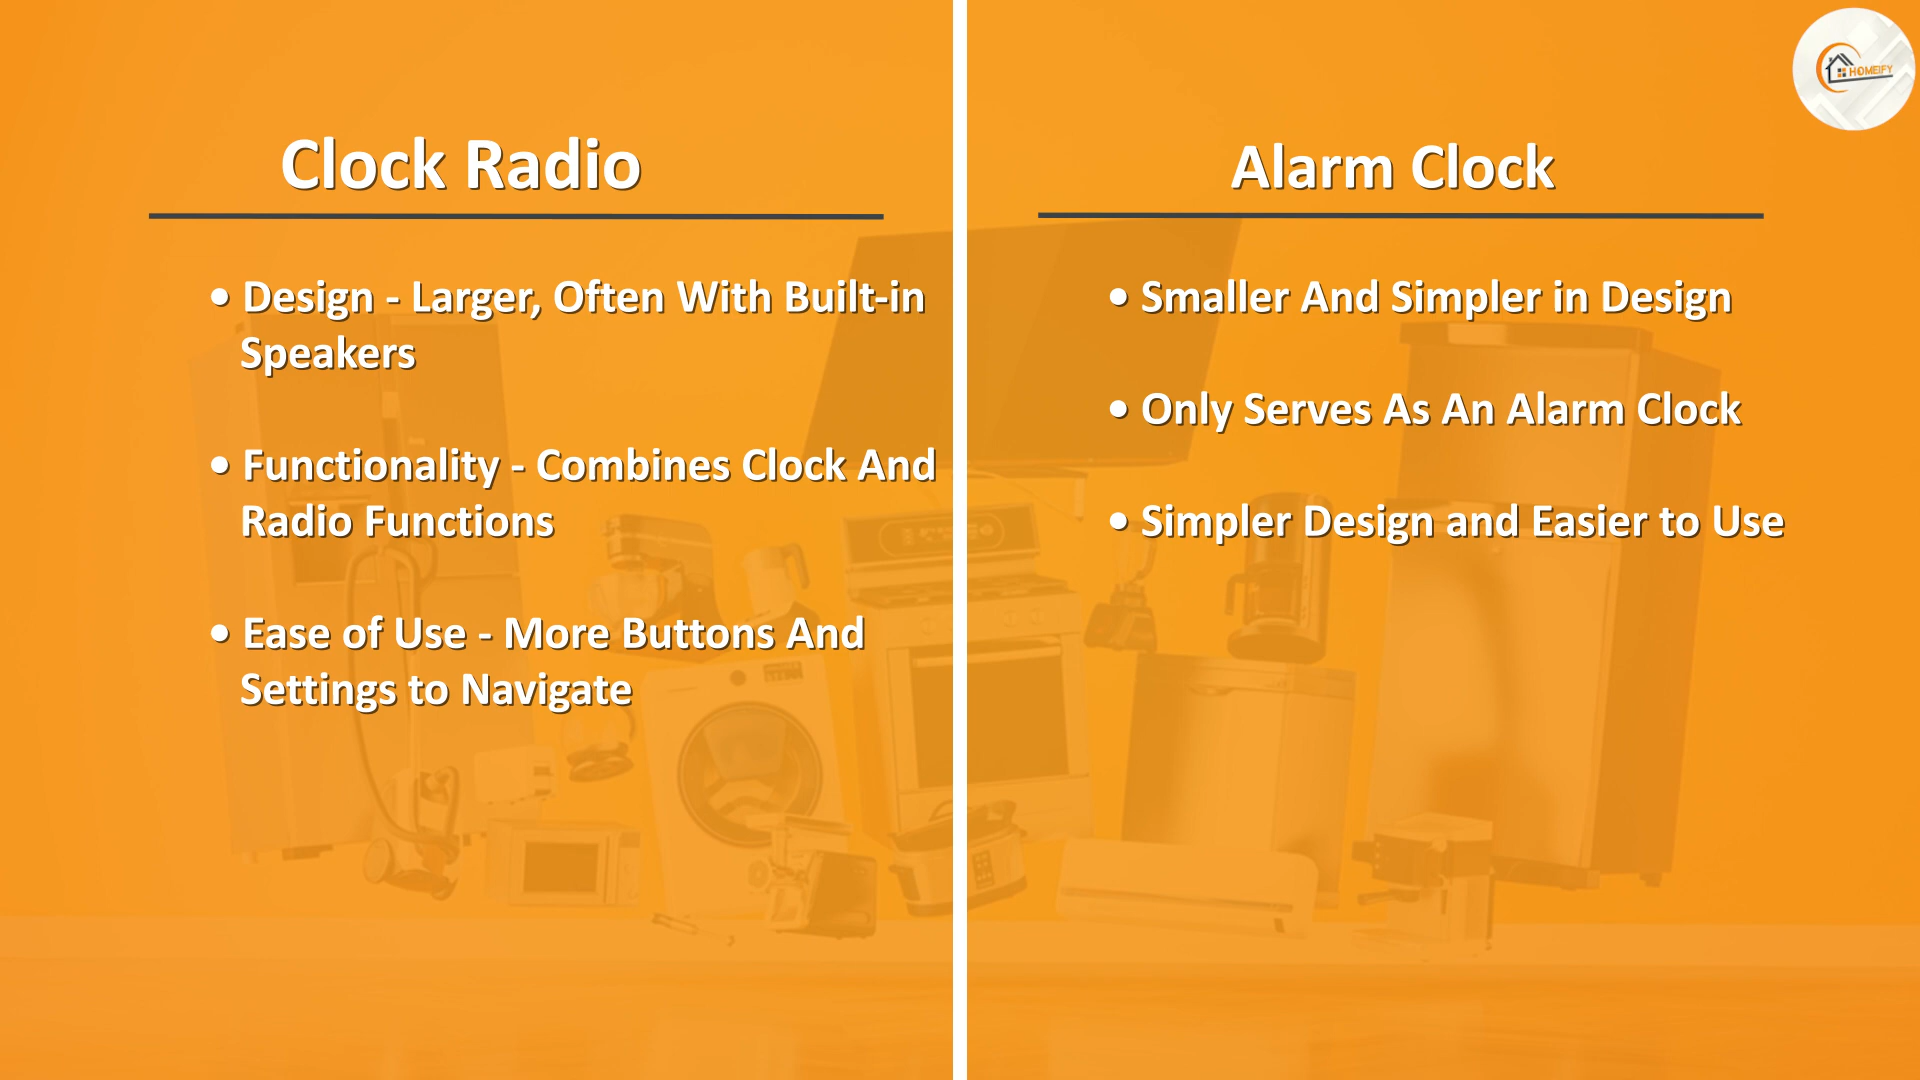 HOMEIFY
Clock Radio
• Design - Larger, Often With Built-in
Speakers
• Functionality - Combines Clock And
Radio Functions
• Ease of Use - More Buttons And
Settings to Navigate
Alarm Clock
• Smaller And Simpler in Design
• Only Serves As An Alarm Clock
• Simpler Design and Easier to Use